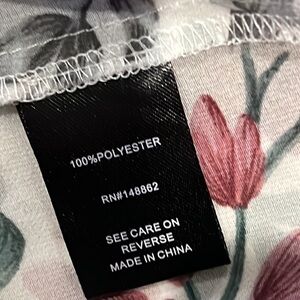 100%POLYESTER
RN#148862
SEE CARE ON
REVERSE
MADE IN CHINA